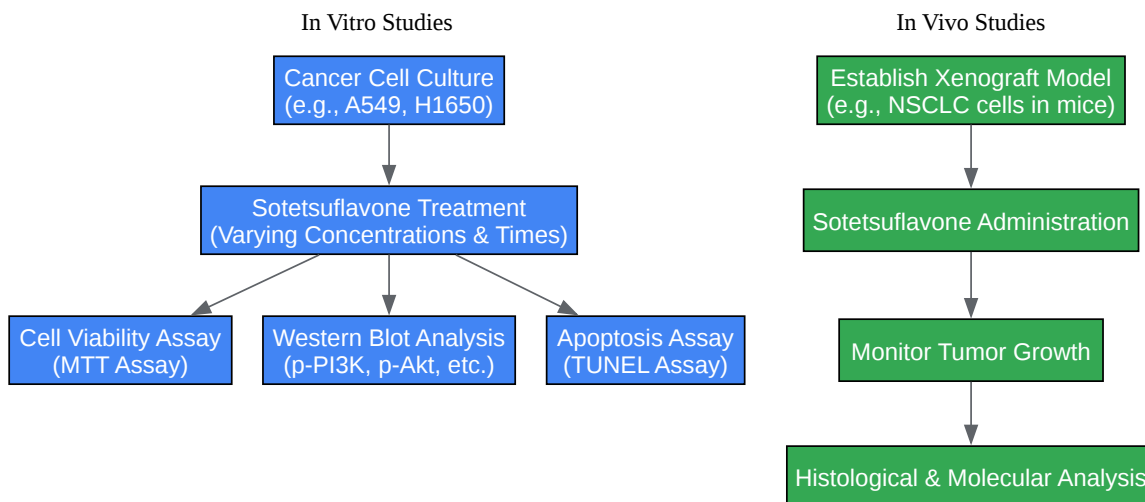 In Vitro Studies
Cancer Cell Culture
(e.g., A549, H1650)
Sotetsuflavone Treatment
(Varying Concentrations & Times)
Cell Viability Assay
(MTT Assay)
Western Blot Analysis
(p-PI3K, p-Akt, etc.)
Apoptosis Assay
(TUNEL Assay)
In Vivo Studies
Establish Xenograft Model
(e.g., NSCLC cells in mice)
Sotetsuflavone Administration
Monitor Tumor Growth
Histological & Molecular Analysis